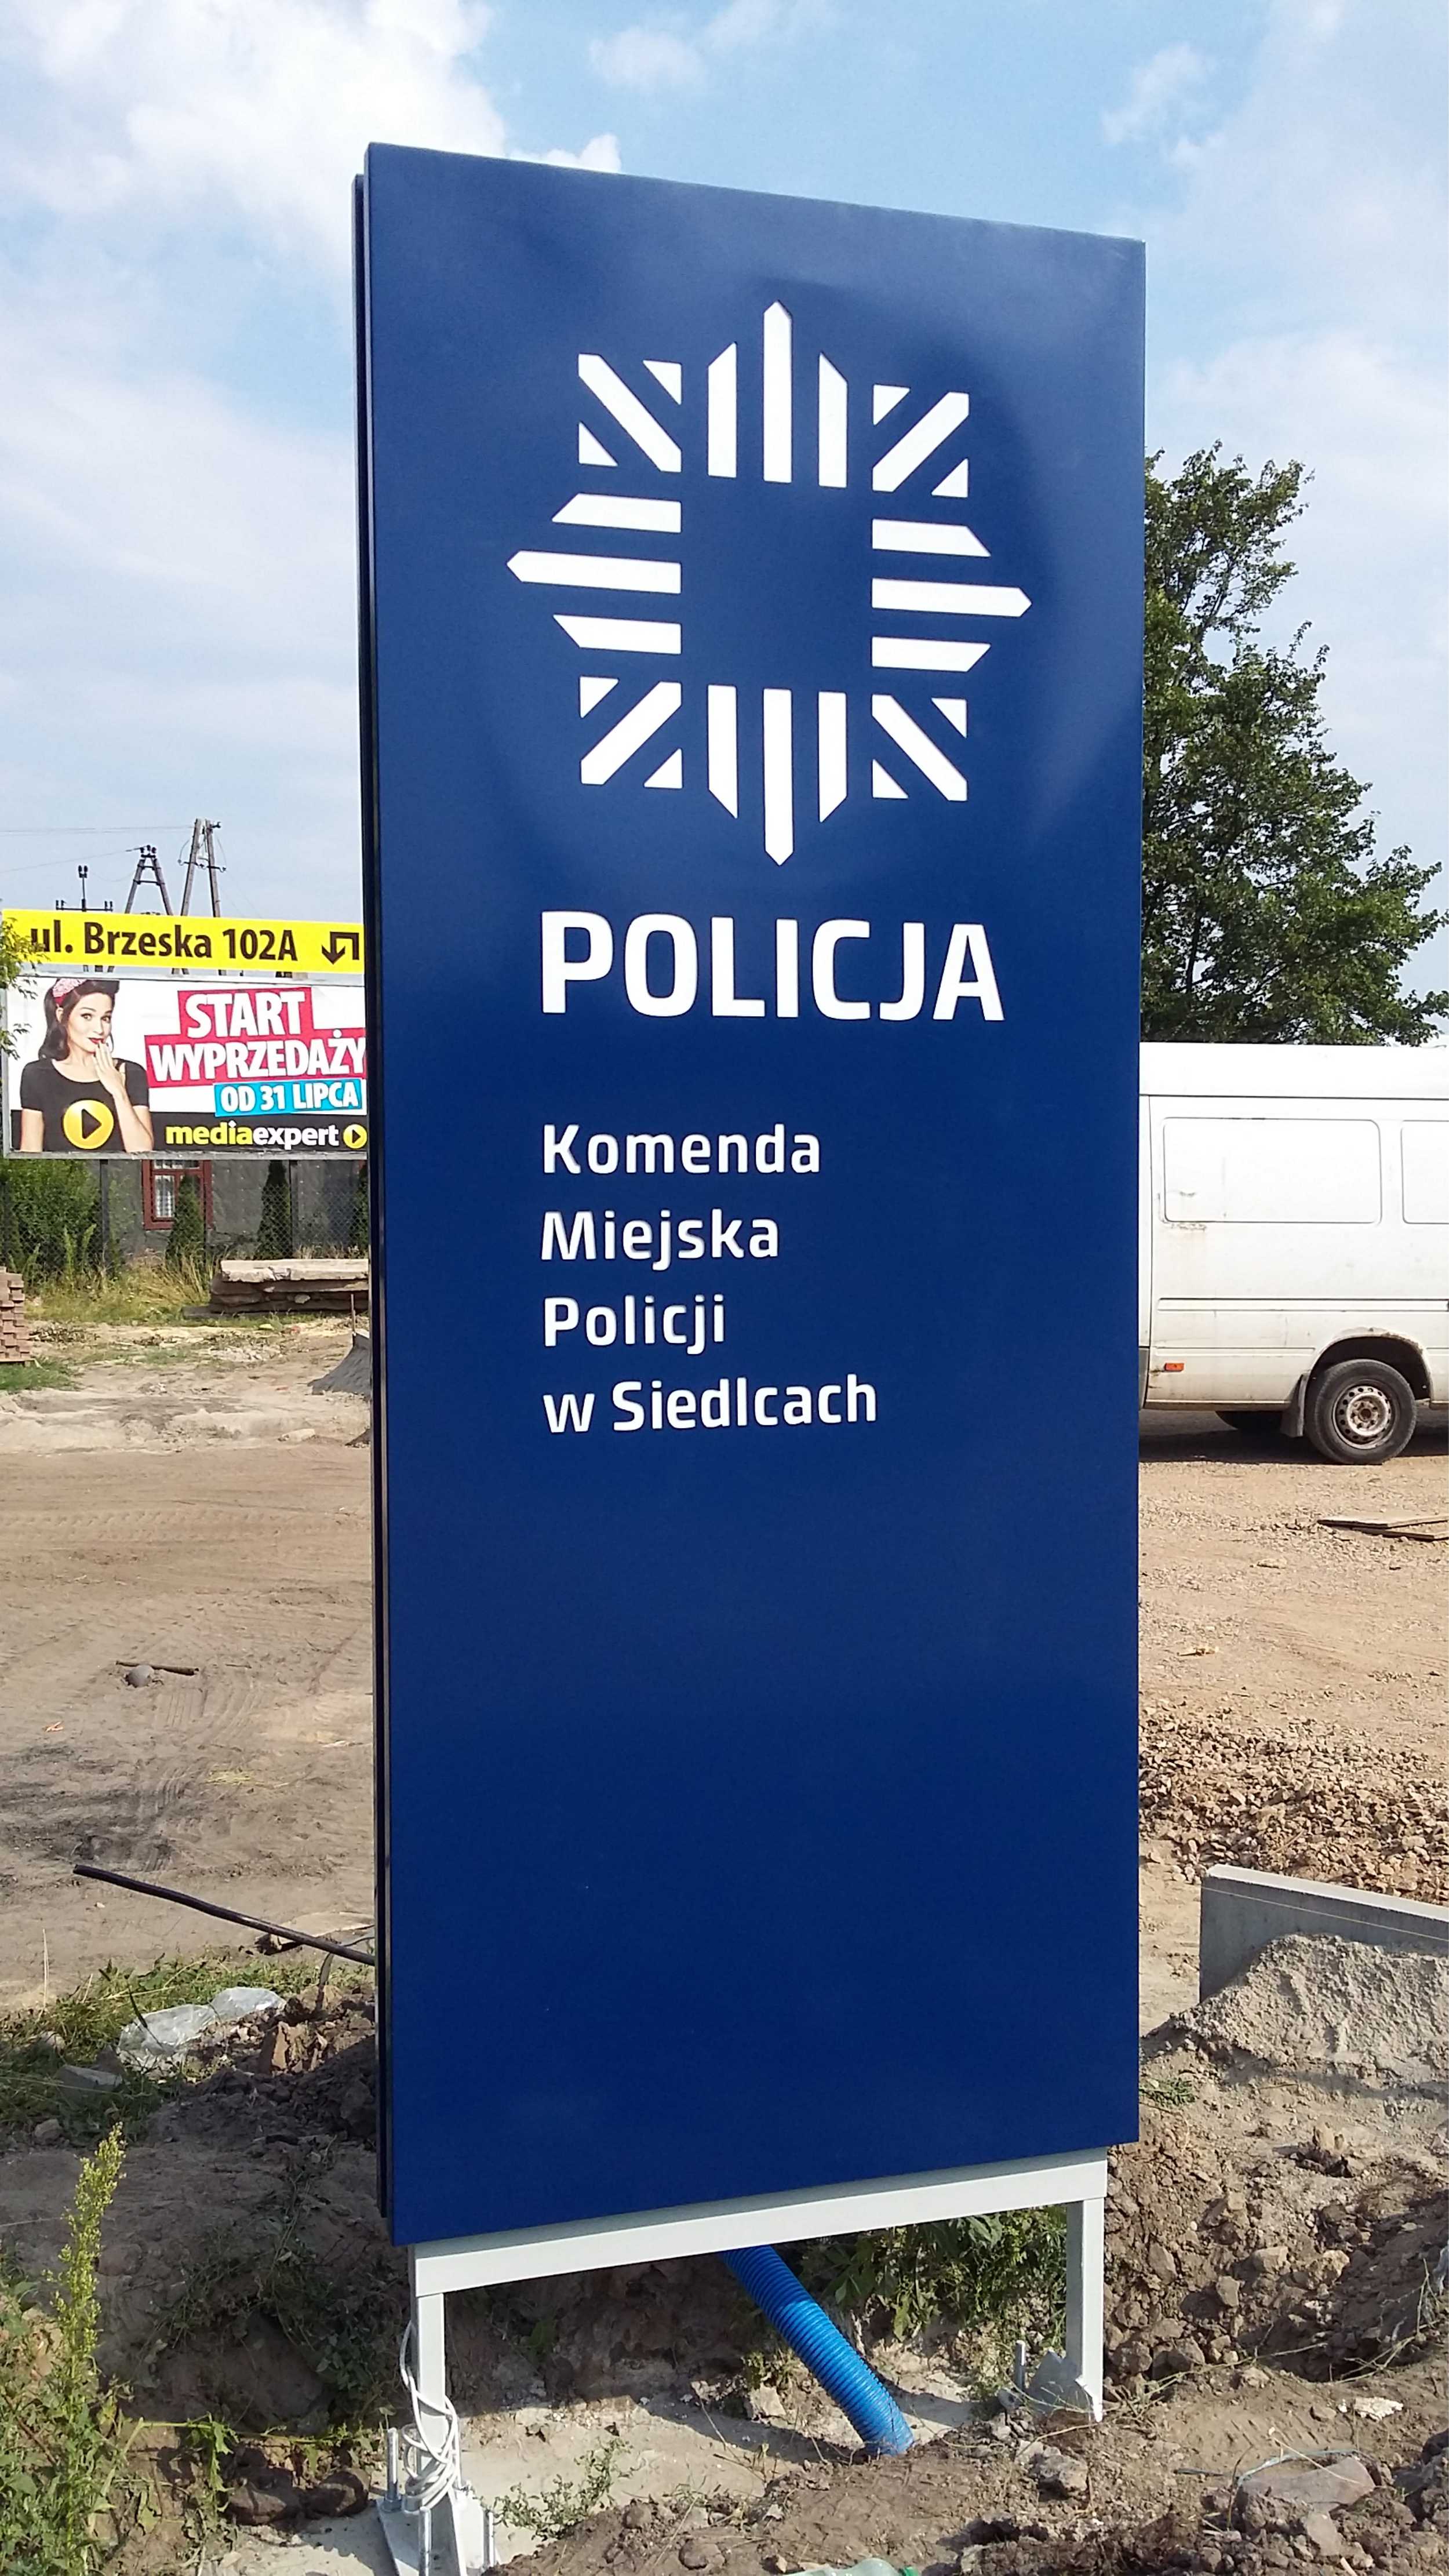 POLICJA
Komenda
Miejska
Policji
w Siedlcach
ul. Brzeska 102A
START
WYPRZEDAŻY
OD 31 LIPCA
mediaexpert